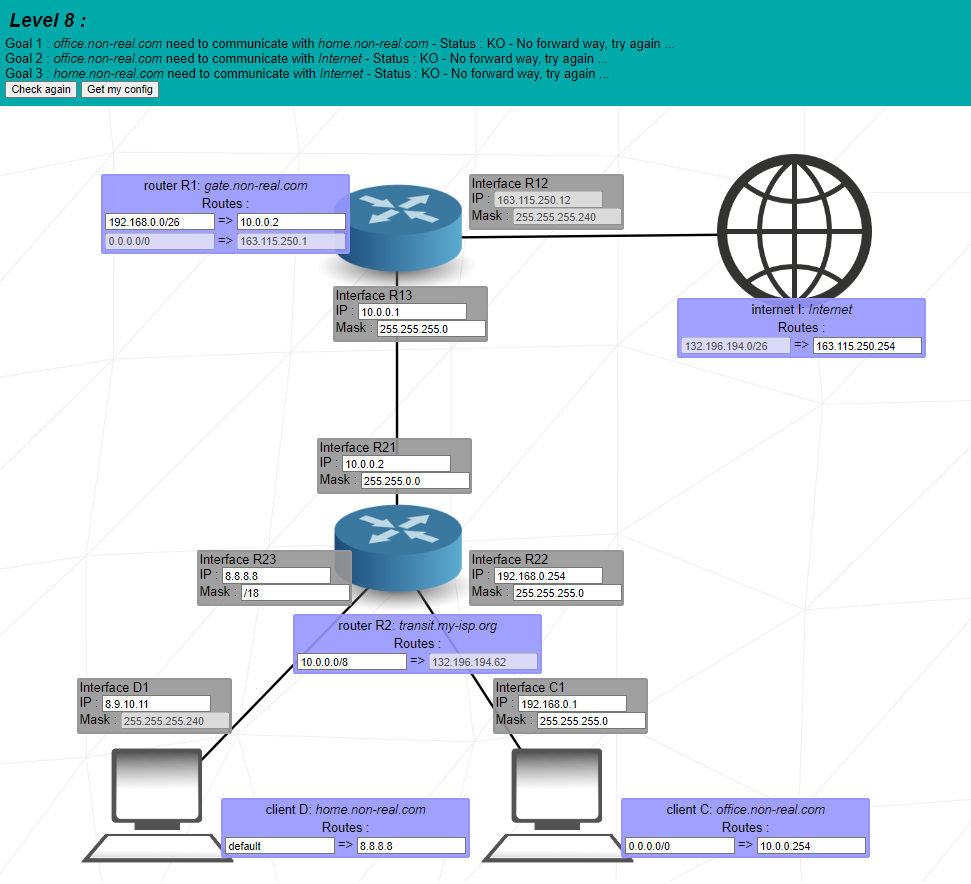 Level 8 :
Goal 1 : office.non-real.com need to communicate with home.non-real.com - Status : KO - No forward way, try again ...
Goal 2 : office.non-real.com need to communicate with Internet - Status : KO - No forward way, try again ...
Goal 3 : home.non-real.com need to communicate with Internet - Status : KO - No forward way, try again ...
Check again Get my config
router R1: gate.non-real.com
Routes :
192.168.0.0/26 => 10.0.0.2
0.0.0.0/0 => 163.115.250.1
Interface R12
IP : 163.115.250.12
Mask : 255.255.255.240
Interface R13
IP : 10.0.0.1
Mask : 255.255.255.0
internet I: Internet
Routes :
132.196.194.0/26 => 163.115.250.254
Interface R21
IP : 10.0.0.2
Mask : 255.255.0.0
Interface R23
IP : 8.8.8.8
Mask : /18
Interface R22
IP : 192.168.0.254
Mask : 255.255.255.0
router R2: transit.my-isp.org
Routes :
10.0.0.0/8 => 132.196.194.62
Interface D1
IP : 8.9.10.11
Mask : 255.255.255.240
Interface C1
IP : 192.168.0.1
Mask : 255.255.255.0
client D: home.non-real.com
Routes :
default => 8.8.8.8
client C: office.non-real.com
Routes :
0.0.0.0/0 => 10.0.0.254